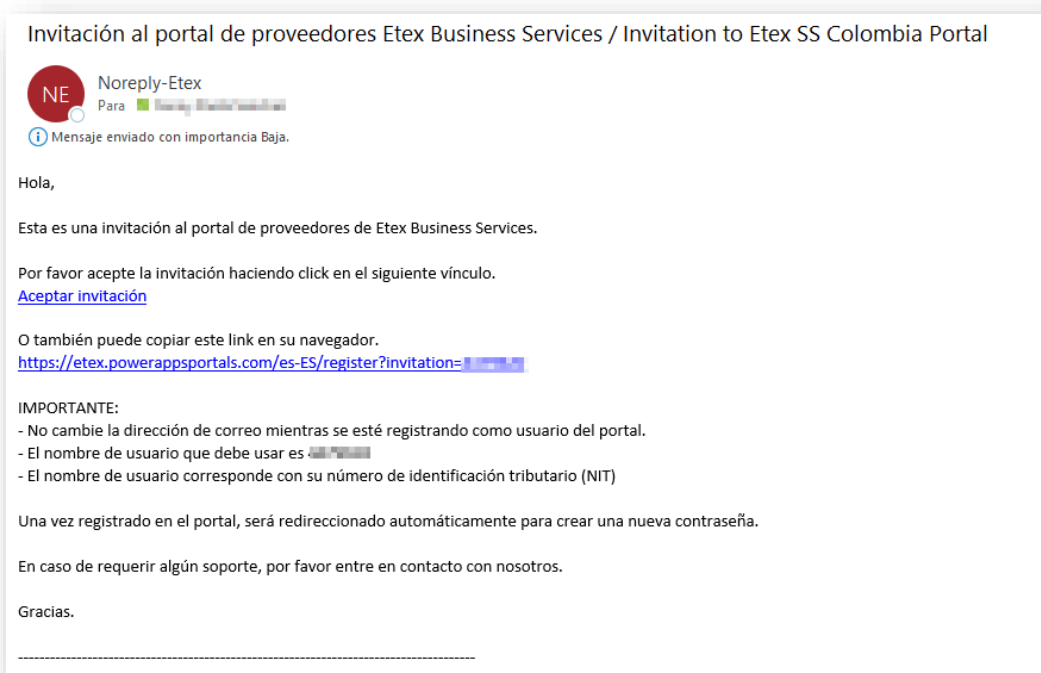 Invitación al portal de proveedores Etex Business Services / Invitation to Etex SS Colombia Portal
NE
Noreply-Etex
Para
Mensaje enviado con importancia Baja.
Hola,
Esta es una invitación al portal de proveedores de Etex Business Services.
Por favor acepte la invitación haciendo click en el siguiente vínculo.
Aceptar invitación
O también puede copiar este link en su navegador.
https://etex.powerappsportals.com/es-ES/register?invitation=
IMPORTANTE:
- No cambie la dirección de correo mientras se esté registrando como usuario del portal.
- El nombre de usuario que debe usar es
- El nombre de usuario corresponde con su número de identificación tributario (NIT)
Una vez registrado en el portal, será redireccionado automáticamente para crear una nueva contraseña.
En caso de requerir algún soporte, por favor entre en contacto con nosotros.
Gracias.